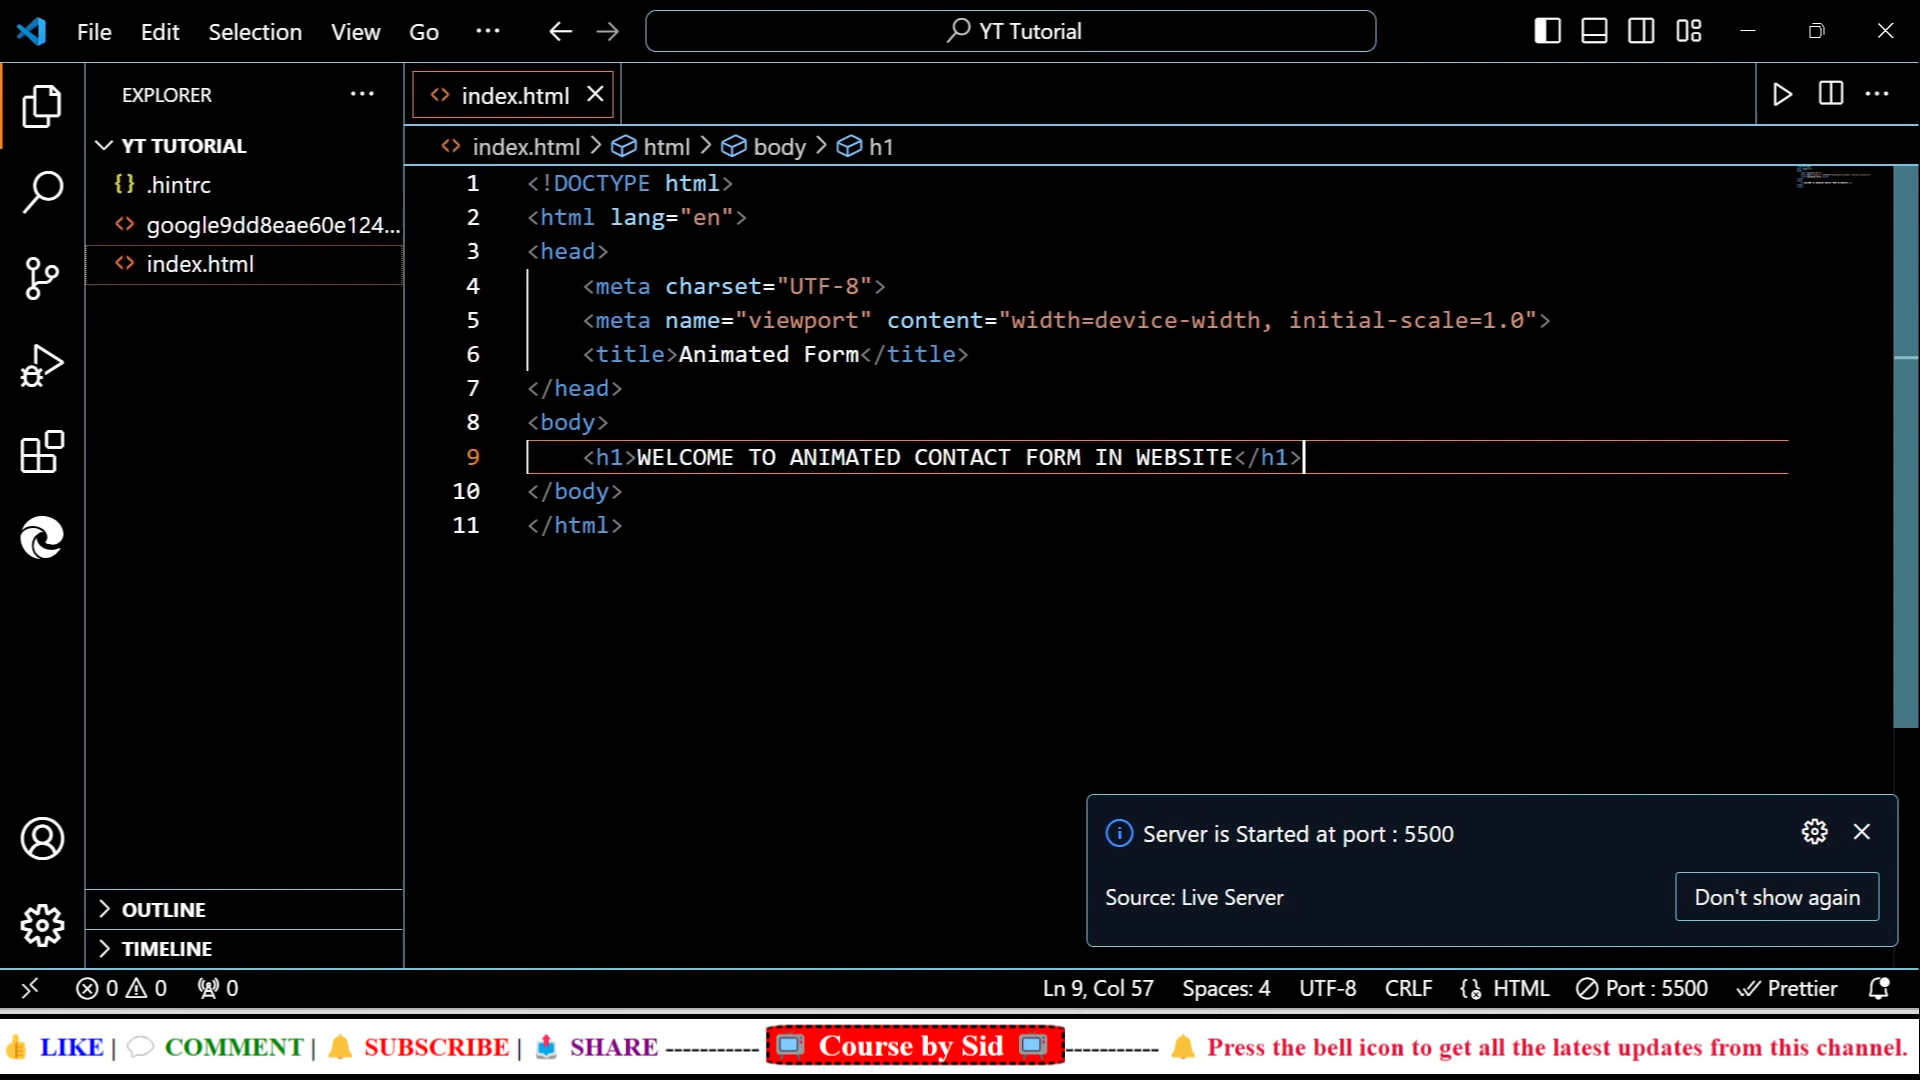 File Edit Selection View Go ··· YT Tutorial
EXPLORER ···
index.html
YT TUTORIAL
{} .hintrc
<> google9dd8eae60e124...
<> index.html
OUTLINE
TIMELINE
<> index.html > html > body > h1
1 <!DOCTYPE html>
2 <html lang="en">
3 <head>
4 <meta charset="UTF-8">
5 <meta name="viewport" content="width=device-width, initial-scale=1.0">
6 <title>Animated Form</title>
7 </head>
8 <body>
9 <h1>WELCOME TO ANIMATED CONTACT FORM IN WEBSITE</h1>
10 </body>
11 </html>
Server is Started at port : 5500
Source: Live Server
Don't show again
0 0 0 Ln 9, Col 57 Spaces: 4 UTF-8 CRLF HTML Port : 5500 Prettier
👍 LIKE | 💬 COMMENT | 🔔 SUBSCRIBE | 📤 SHARE ----------- 📺 Course by Sid 📺 ----------- 🔔 Press the bell icon to get all the latest updates from this channel.